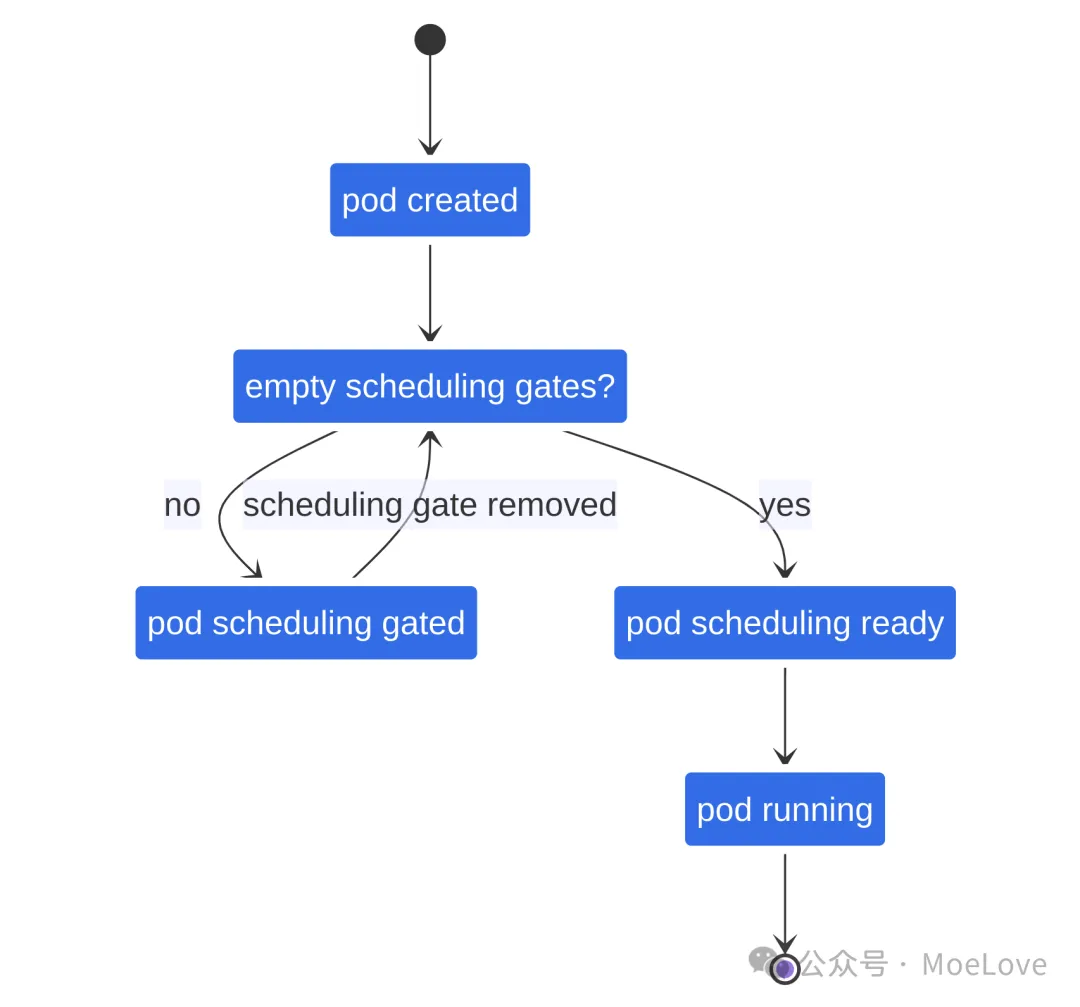 pod created
empty scheduling gates?
no
scheduling gate removed
yes
pod scheduling gated
pod scheduling ready
pod running
公众号 · MoeLove